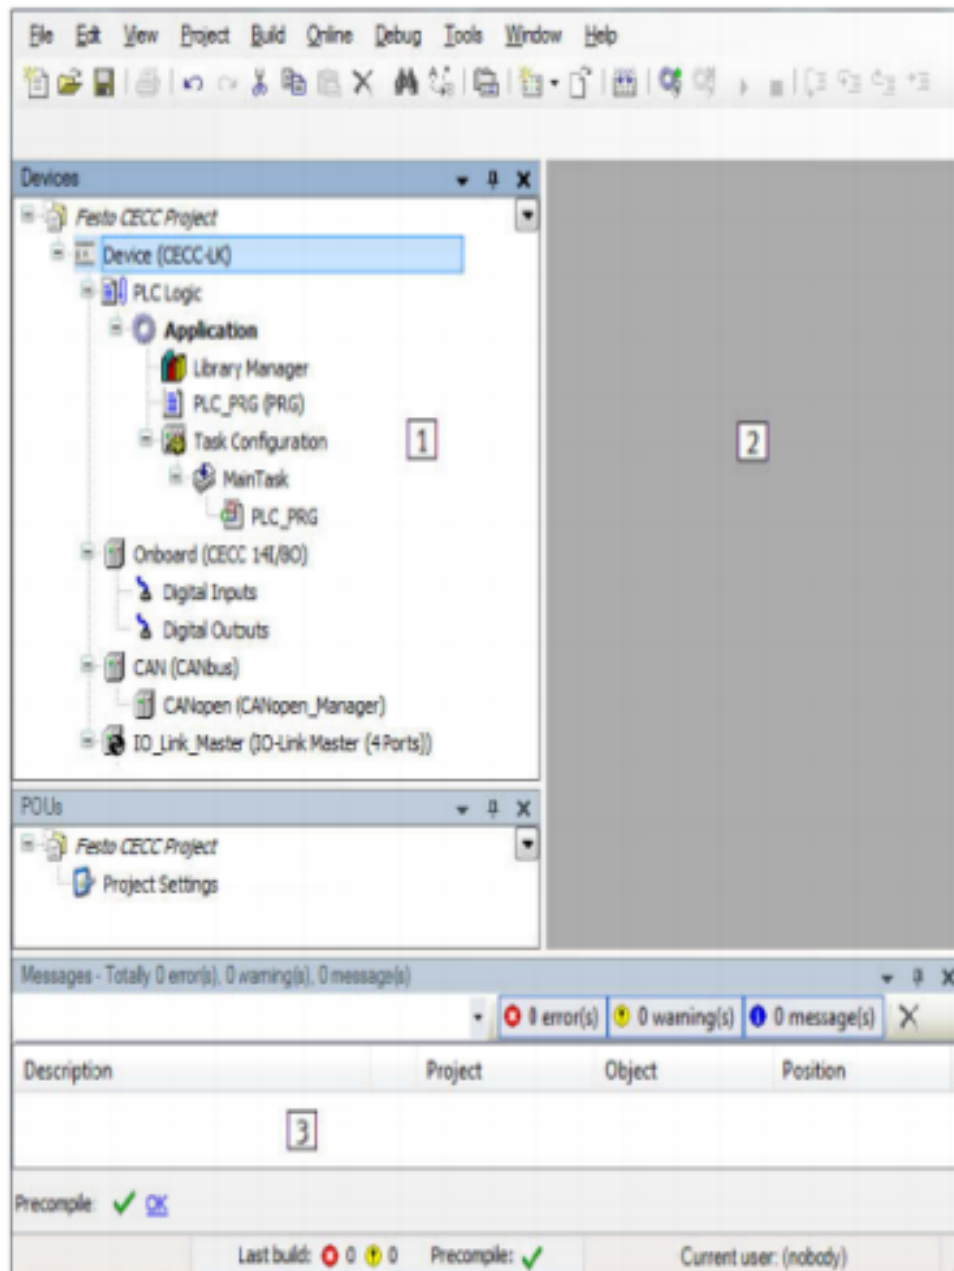 File Edit View Project Build Online Debug Tools Window Help
Devices
Festo CECC Project
Device (CECC-LK)
PLC Logic
Application
Library Manager
PLC_PRG (PRG)
Task Configuration
1
2
MainTask
PLC_PRG
Onboard (CECC 14I/8O)
Digital Inputs
Digital Outputs
CAN (CANbus)
CANopen (CANopen_Manager)
IO_Link_Master (IO-Link Master (4 Ports))
POUs
Festo CECC Project
Project Settings
Messages - Totally 0 error(s), 0 warning(s), 0 message(s)
0 error(s) 0 warning(s) 0 message(s)
Description Project Object Position
3
Precompile: OK
Last build: 0 0 Precompile: Current user: (nobody)